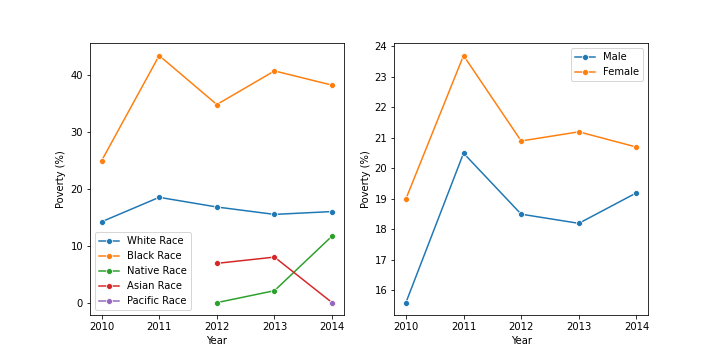 40
30
20
10
0
Poverty (%)
White Race
Black Race
Native Race
Asian Race
Pacific Race
2010 2011 2012 2013 2014
Year
24
23
22
21
20
19
18
17
16
Poverty (%)
Male
Female
2010 2011 2012 2013 2014
Year